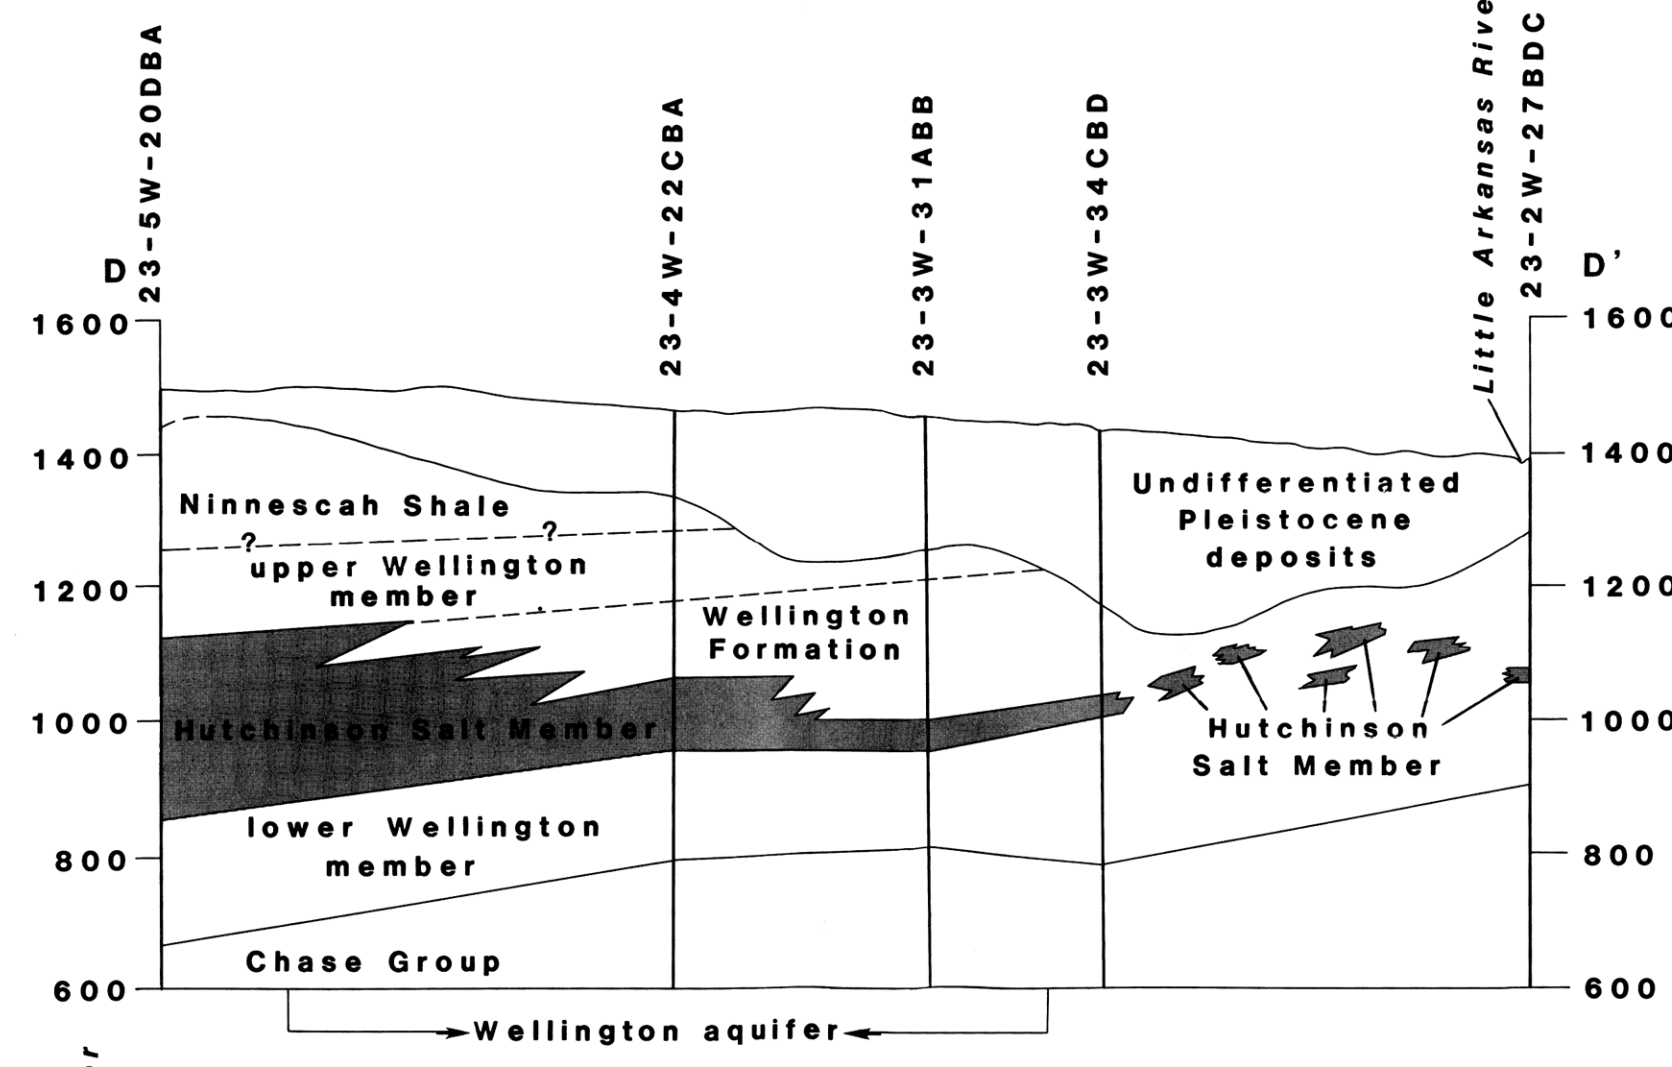 23-5W-20DBA
23-4W-22CBA
23-3W-31ABB
23-3W-34CBD
Little Arkansas Rive
23-2W-27BDC
D
D'
1600
1600
1400
1400
1200
1200
1000
1000
800
800
600
600
Ninnescah Shale
?
?
upper Wellington
member
Wellington
Formation
Undifferentiated
Pleistocene
deposits
Hutchinson Salt Member
Hutchinson
Salt Member
lower Wellington
member
Chase Group
Wellington aquifer